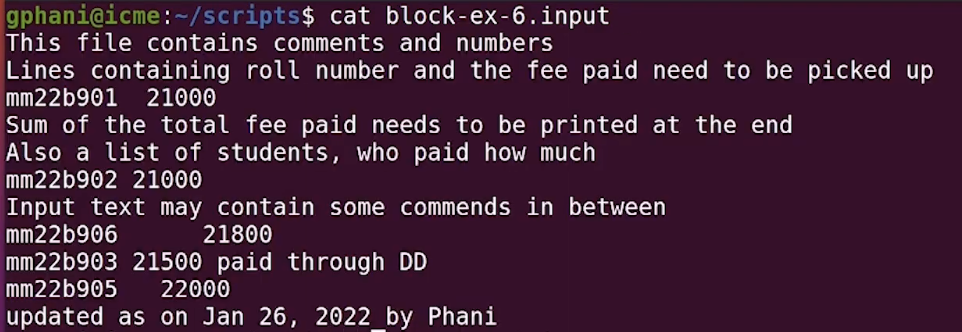 gphani@icme:~/scripts$ cat block-ex-6.input
This file contains comments and numbers
Lines containing roll number and the fee paid need to be picked up
mm22b901  21000
Sum of the total fee paid needs to be printed at the end
Also a list of students, who paid how much
mm22b902 21000
Input text may contain some commends in between
mm22b906      21800
mm22b903 21500 paid through DD
mm22b905   22000
updated as on Jan 26, 2022 by Phani